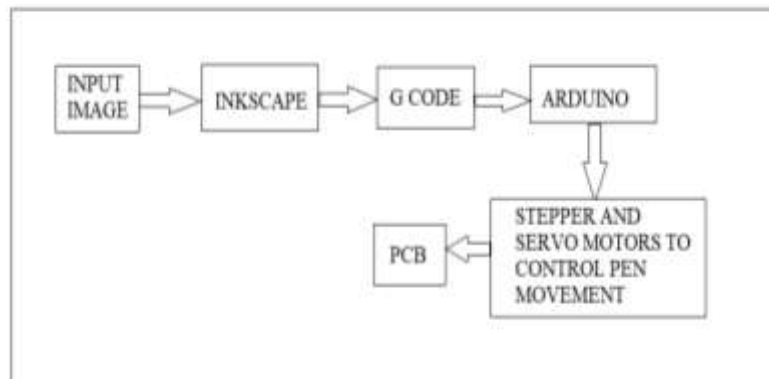 INPUT
IMAGE
INKSCAPE
G CODE
ARDUINO
STEPPER AND
SERVO MOTORS TO
CONTROL PEN
MOVEMENT
PCB